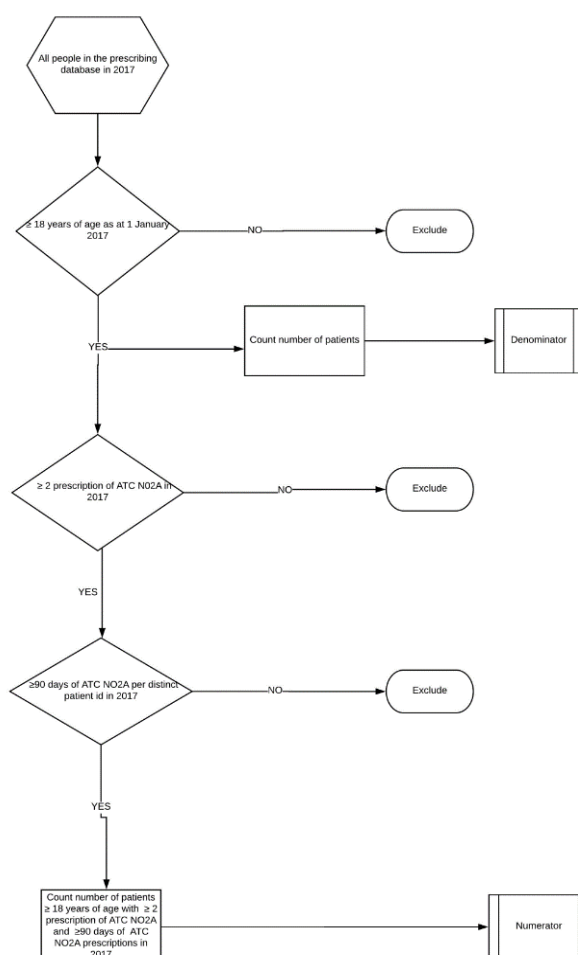 All people in the prescribing
database in 2017
≥ 18 years of age as at 1 January
2017
NO
Exclude
YES
Count number of patients
Denominator
≥ 2 prescription of ATC N02A in
2017
NO
Exclude
YES
≥90 days of ATC NO2A per distinct
patient id in 2017
NO
Exclude
YES
Count number of patients
≥ 18 years of age with ≥ 2
prescription of ATC NO2A
and ≥90 days of ATC
NO2A prescriptions in
2017
Numerator